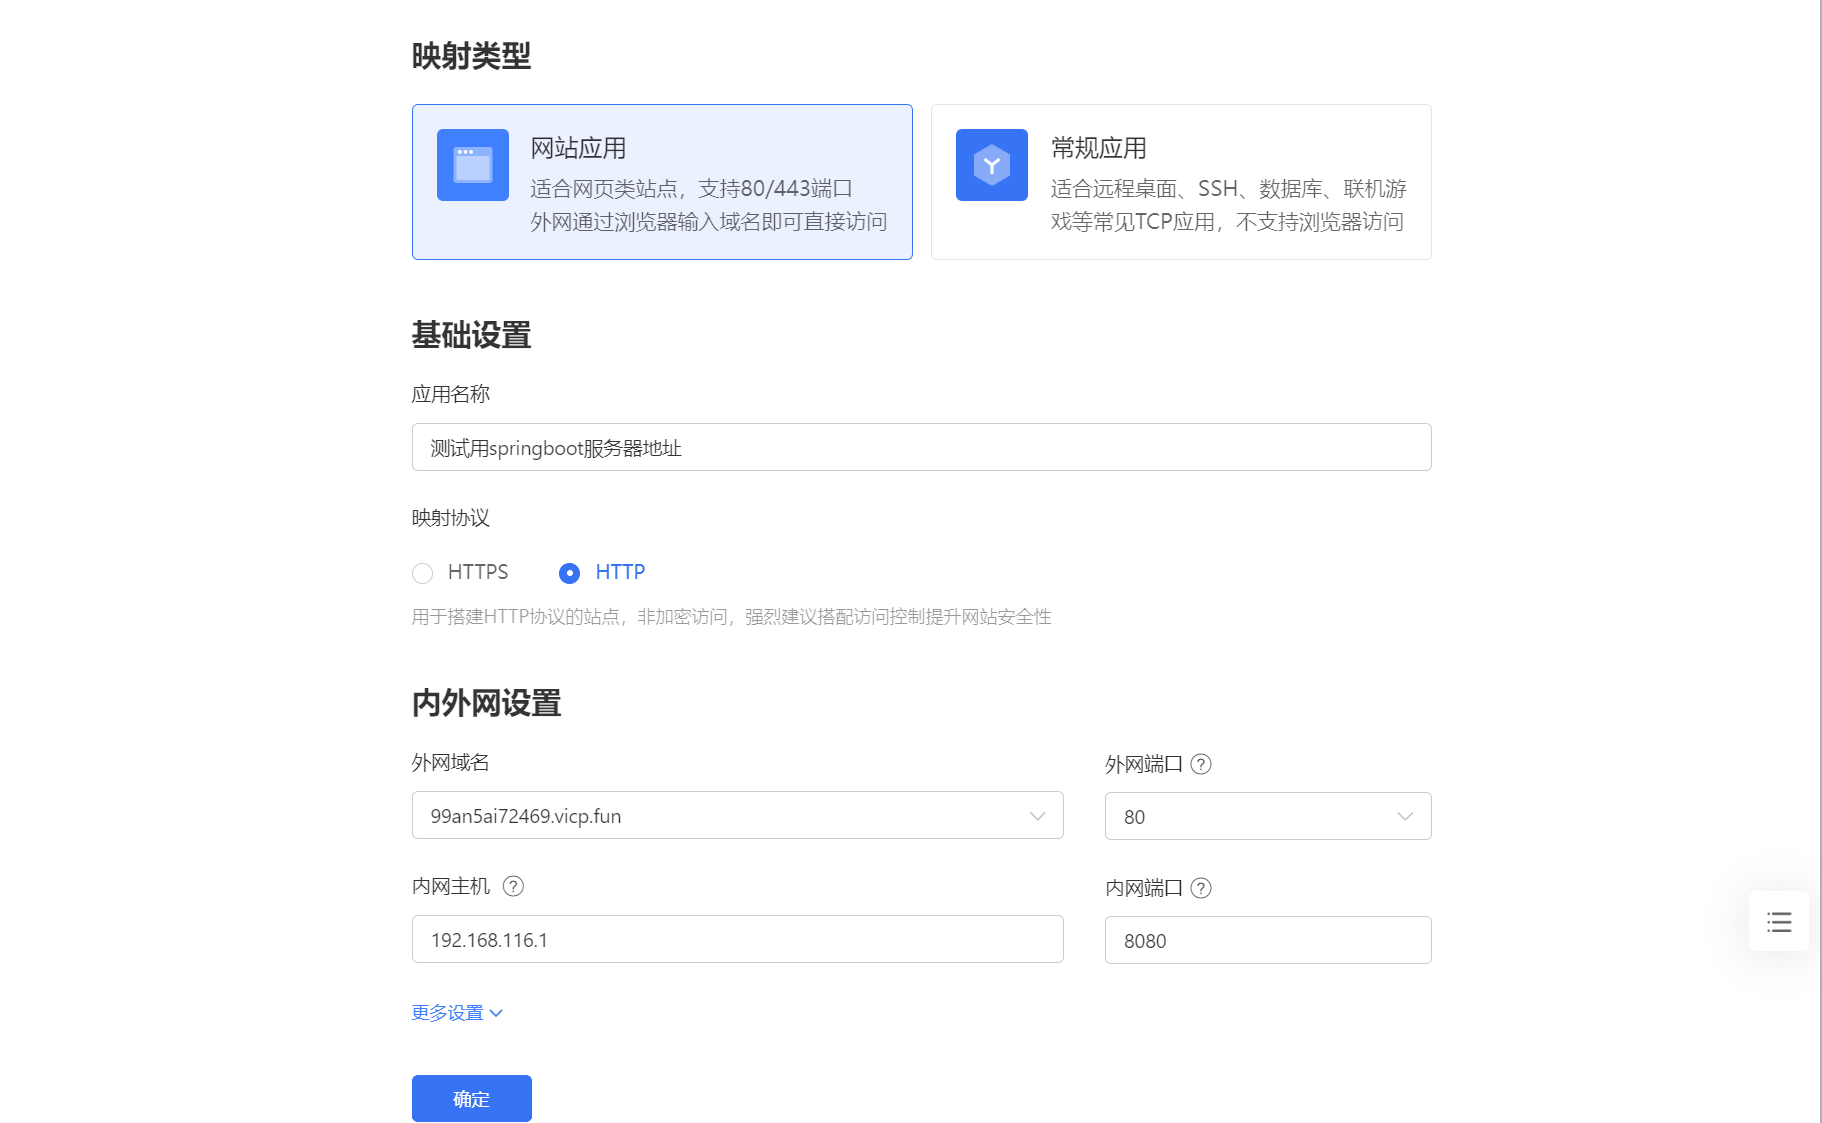 映射类型
网站应用
适合网页类站点，支持80/443端口
外网通过浏览器输入域名即可直接访问
常规应用
适合远程桌面、SSH、数据库、联机游
戏等常见TCP应用，不支持浏览器访问
基础设置
应用名称
测试用springboot服务器地址
映射协议
HTTPS
HTTP
用于搭建HTTP协议的站点，非加密访问，强烈建议搭配访问控制提升网站安全性
内外网设置
外网域名
外网端口 ?
99an5ai72469.vicp.fun
80
内网主机 ?
内网端口 ?
192.168.116.1
8080
更多设置
确定